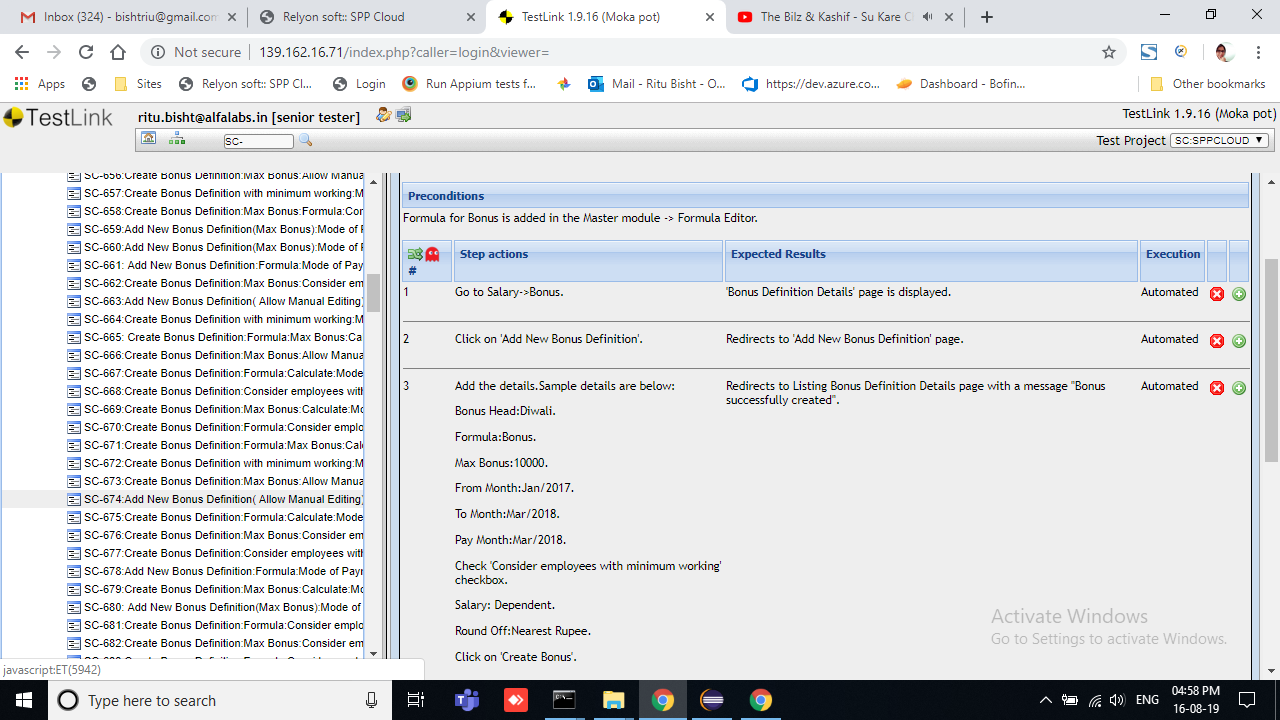 Inbox (324) - bishtriu@gmail.com
Relyon soft:: SPP Cloud
TestLink 1.9.16 (Moka pot)
The Bilz & Kashif - Su Kare C
Not secure
139.162.16.71/index.php?caller=login&viewer=
Apps
Sites
Relyon soft:: SPP Cl...
Login
Run Appium tests f...
Mail - Ritu Bisht - O...
https://dev.azure.co...
Dashboard - Bofin...
Other bookmarks
TestLink
ritu.bisht@alfalabs.in [senior tester]
TestLink 1.9.16 (Moka pot)
SC-
Test Project
SC:SPPCLOUD
SC-656:Create Bonus Definition:Max Bonus:Allow Manua
SC-657:Create Bonus Definition with minimum working:M
SC-658:Create Bonus Definition:Max Bonus:Formula:Cor
SC-659:Add New Bonus Definition(Max Bonus):Mode of
SC-660:Add New Bonus Definition(Max Bonus):Mode of
SC-661: Add New Bonus Definition:Formula:Mode of Pay
SC-662:Create Bonus Definition:Max Bonus:Consider em
SC-663:Add New Bonus Definition( Allow Manual Editing)
SC-664:Create Bonus Definition with minimum working:M
SC-665: Create Bonus Definition:Formula:Max Bonus:Ca
SC-666:Create Bonus Definition:Max Bonus:Allow Manua
SC-667:Create Bonus Definition:Formula:Calculate:Mode
SC-668:Create Bonus Definition:Consider employees with
SC-669:Create Bonus Definition:Max Bonus:Calculate:Mo
SC-670:Create Bonus Definition:Formula:Consider emplo
SC-671:Create Bonus Definition:Formula:Max Bonus:Cal
SC-672:Create Bonus Definition with minimum working:M
SC-673:Create Bonus Definition:Max Bonus:Allow Manua
SC-674:Add New Bonus Definition( Allow Manual Editing)
SC-675:Create Bonus Definition:Formula:Calculate:Mode
SC-676:Create Bonus Definition:Max Bonus:Consider em
SC-677:Create Bonus Definition:Consider employees with
SC-678:Add New Bonus Definition:Formula:Mode of Payr
SC-679:Create Bonus Definition:Max Bonus:Calculate:Mo
SC-680: Add New Bonus Definition(Max Bonus):Mode of
SC-681:Create Bonus Definition:Formula:Consider emplo
SC-682:Create Bonus Definition:Max Bonus:Consider em
Preconditions
Formula for Bonus is added in the Master module -> Formula Editor.
#
Step actions
Expected Results
Execution
1
Go to Salary->Bonus.
'Bonus Definition Details' page is displayed.
Automated
2
Click on 'Add New Bonus Definition'.
Redirects to 'Add New Bonus Definition' page.
Automated
3
Add the details.Sample details are below:
Bonus Head:Diwali.
Formula:Bonus.
Max Bonus:10000.
From Month:Jan/2017.
To Month:Mar/2018.
Pay Month:Mar/2018.
Check 'Consider employees with minimum working'
checkbox.
Salary: Dependent.
Round Off:Nearest Rupee.
Click on 'Create Bonus'.
Redirects to Listing Bonus Definition Details page with a message "Bonus
successfully created".
Automated
Activate Windows
Go to Settings to activate Windows.
javascript:ET(5942)
Type here to search
ENG
04:58 PM
16-08-19